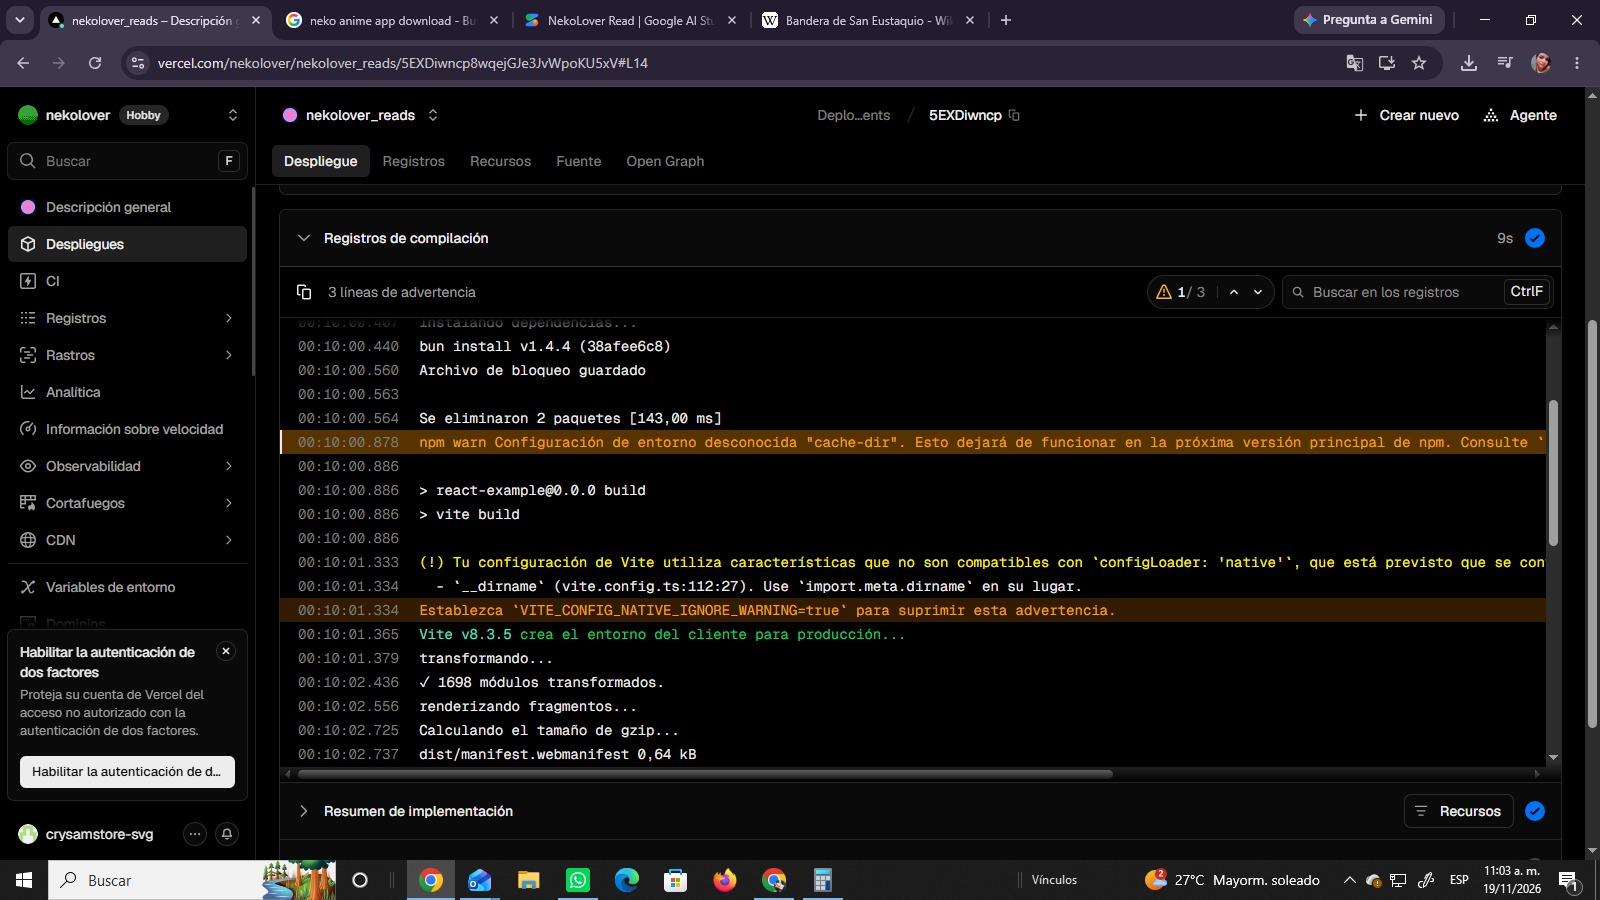 nekolover_reads – Descripción g
neko anime app download - Bu
NekoLover Read | Google AI Stu
Bandera de San Eustaquio - Wik
Pregunta a Gemini
vercel.com/nekolover/nekolover_reads/5EXDiwncp8wqejGJe3JvWpoKU5xV#L14
nekolover Hobby
nekolover_reads
Deplo...ents / 5EXDiwncp
Crear nuevo
Agente
Buscar F
Despliegue Registros Recursos Fuente Open Graph
Descripción general
Despliegues
CI
Registros
Rastros
Analítica
Información sobre velocidad
Observabilidad
Cortafuegos
CDN
Variables de entorno
Dominios
Habilitar la autenticación de
dos factores
Proteja su cuenta de Vercel del
acceso no autorizado con la
autenticación de dos factores.
Habilitar la autenticación de d...
crysamstore-svg
Registros de compilación 9s
3 líneas de advertencia 1/ 3 Buscar en los registros CtrlF
00:10:00.407 Instalando dependencias...
00:10:00.440 bun install v1.4.4 (38afee6c8)
00:10:00.560 Archivo de bloqueo guardado
00:10:00.563
00:10:00.564 Se eliminaron 2 paquetes [143,00 ms]
00:10:00.878 npm warn Configuración de entorno desconocida "cache-dir". Esto dejará de funcionar en la próxima versión principal de npm. Consulte `
00:10:00.886
00:10:00.886 > react-example@0.0.0 build
00:10:00.886 > vite build
00:10:00.886
00:10:01.333 (!) Tu configuración de Vite utiliza características que no son compatibles con `configLoader: 'native'`, que está previsto que se con
00:10:01.334 - `__dirname` (vite.config.ts:112:27). Use `import.meta.dirname` en su lugar.
00:10:01.334 Establezca `VITE_CONFIG_NATIVE_IGNORE_WARNING=true` para suprimir esta advertencia.
00:10:01.365 Vite v8.3.5 crea el entorno del cliente para producción...
00:10:01.379 transformando...
00:10:02.436 ✓ 1698 módulos transformados.
00:10:02.556 renderizando fragmentos...
00:10:02.725 Calculando el tamaño de gzip...
00:10:02.737 dist/manifest.webmanifest 0,64 kB
Resumen de implementación Recursos
Buscar
Vínculos
2
27°C Mayorm. soleado
ESP
11:03 a. m.
19/11/2026
1